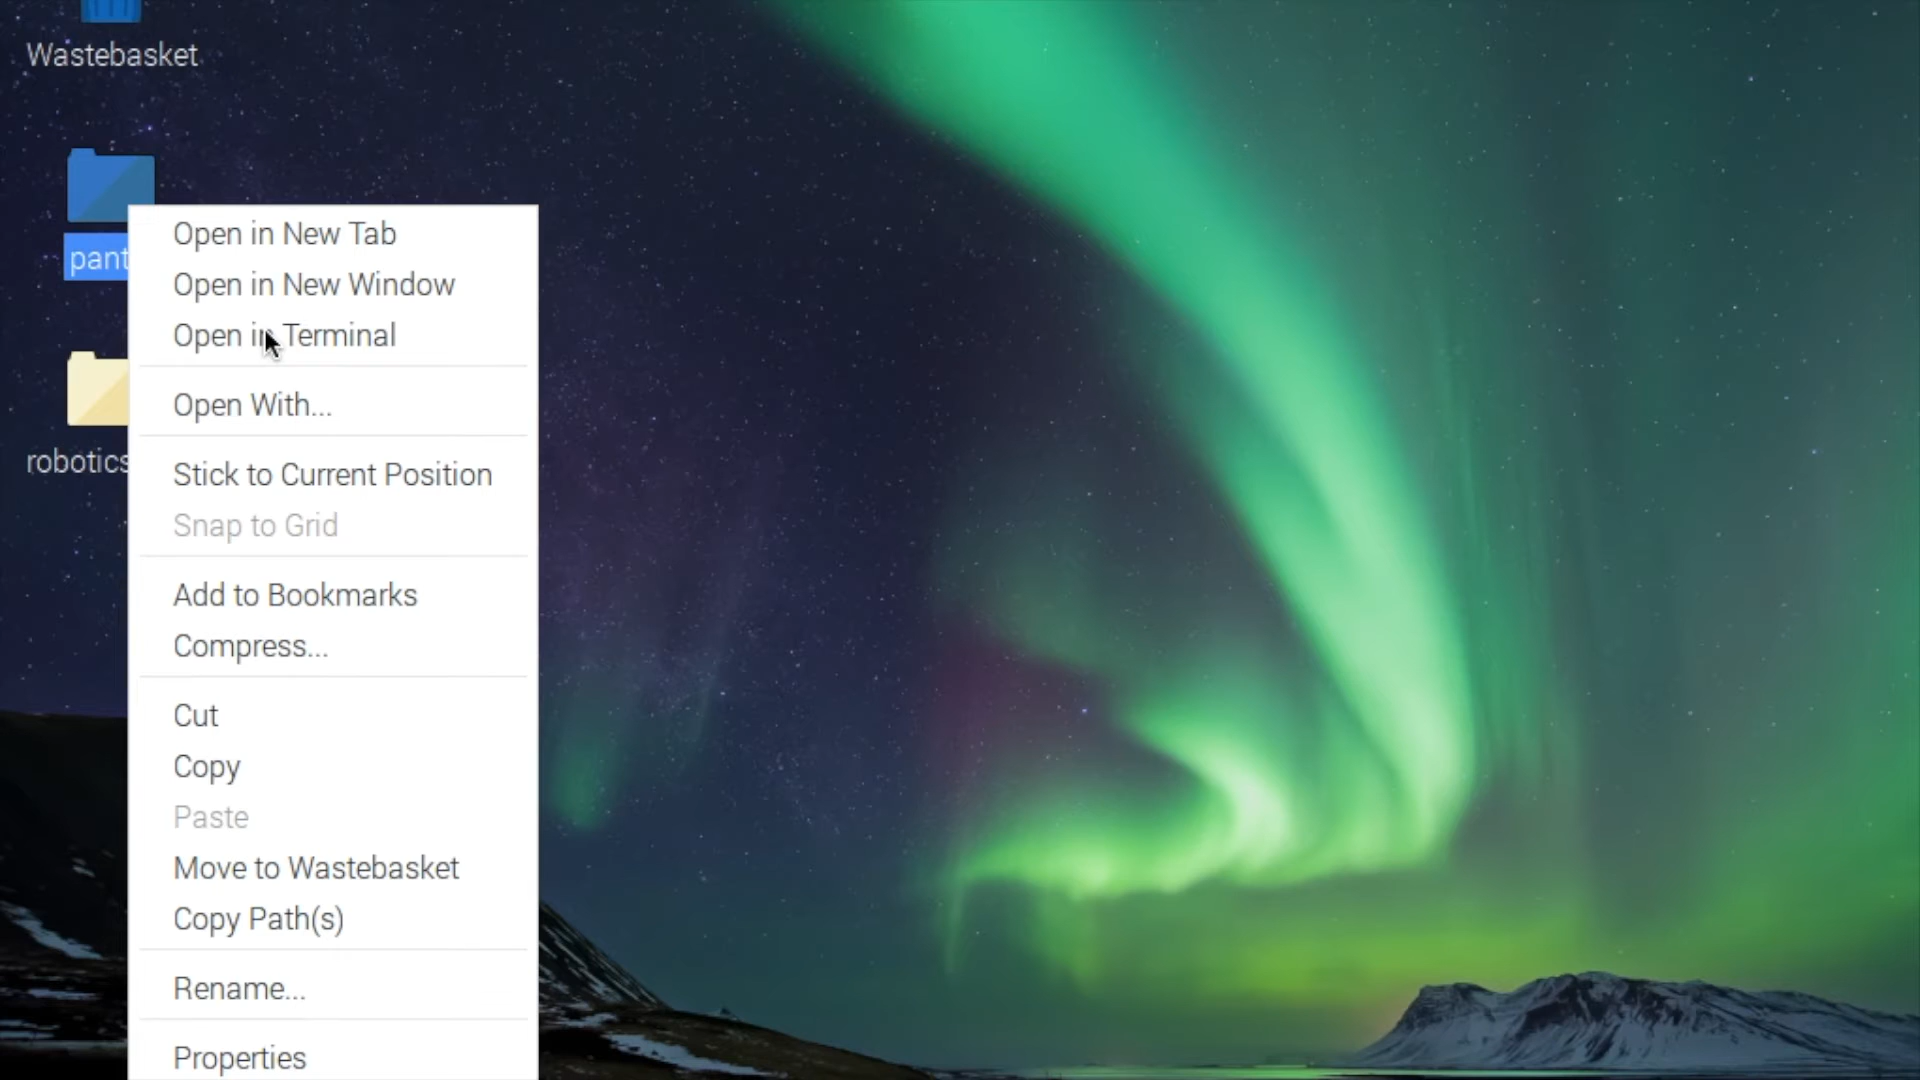 Wastebasket
pant
robotics
Open in New Tab
Open in New Window
Open in Terminal
Open With...
Stick to Current Position
Snap to Grid
Add to Bookmarks
Compress...
Cut
Copy
Paste
Move to Wastebasket
Copy Path(s)
Rename...
Properties